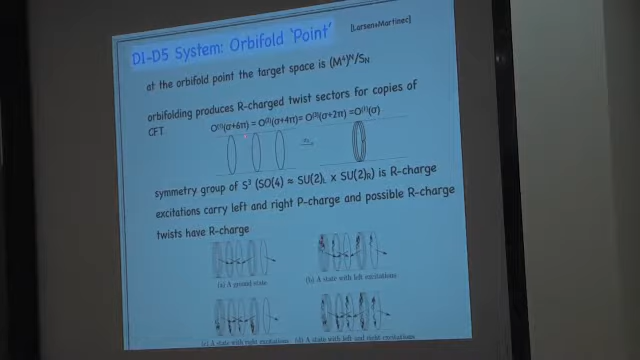 D1-D5 System: Orbifold 'Point'
[Larsen&Martinec]
at the orbifold point the target space is (M⁴)ᴺ/Sɴ
orbifolding produces R-charged twist sectors for copies of
CFT
O⁽¹⁾(σ+6π) = O⁽²⁾(σ+4π)= O⁽³⁾(σ+2π) =O⁽¹⁾(σ)
symmetry group of S³ (SO(4) ≈ SU(2)L x SU(2)R) is R-charge
excitations carry left and right P-charge and possible R-charge
twists have R-charge
(a) A ground state
(b) A state with left excitations
(c) A state with right excitations
(d) A state with left and right excitations